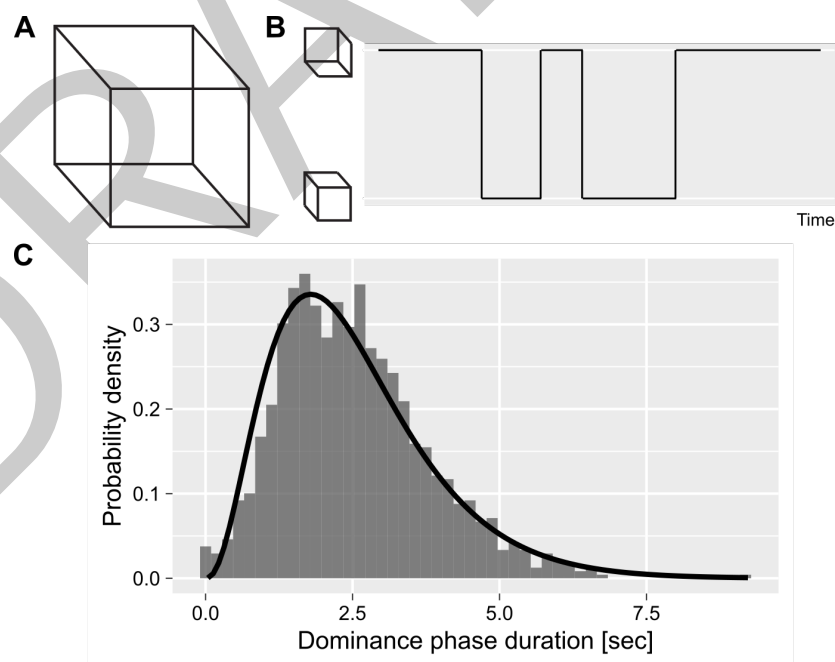 A
B
Time
C
Probability density
0.3
0.2
0.1
0.0
0.0 2.5 5.0 7.5
Dominance phase duration [sec]